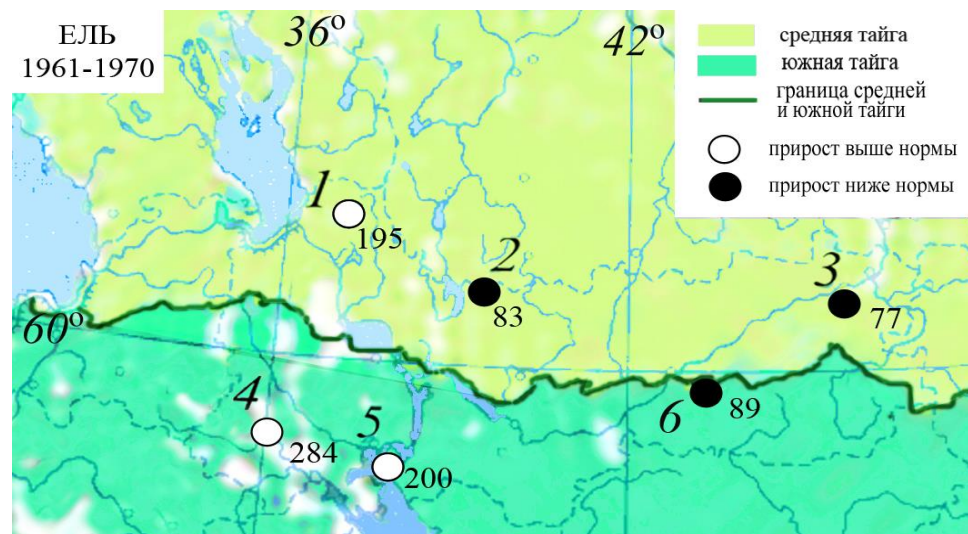 ЕЛЬ
1961-1970
36º
42º
средняя тайга
южная тайга
граница средней
и южной тайги
прирост выше нормы
прирост ниже нормы
1
195
2
83
3
77
60º
4
284
5
200
6
89